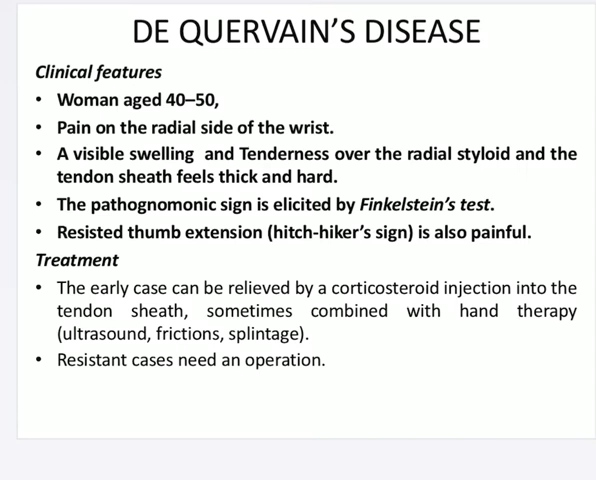 DE QUERVAIN'S DISEASE
Clinical features
• Woman aged 40–50,
• Pain on the radial side of the wrist.
• A visible swelling and Tenderness over the radial styloid and the
tendon sheath feels thick and hard.
• The pathognomonic sign is elicited by Finkelstein's test.
• Resisted thumb extension (hitch-hiker's sign) is also painful.
Treatment
• The early case can be relieved by a corticosteroid injection into the
tendon sheath, sometimes combined with hand therapy
(ultrasound, frictions, splintage).
• Resistant cases need an operation.